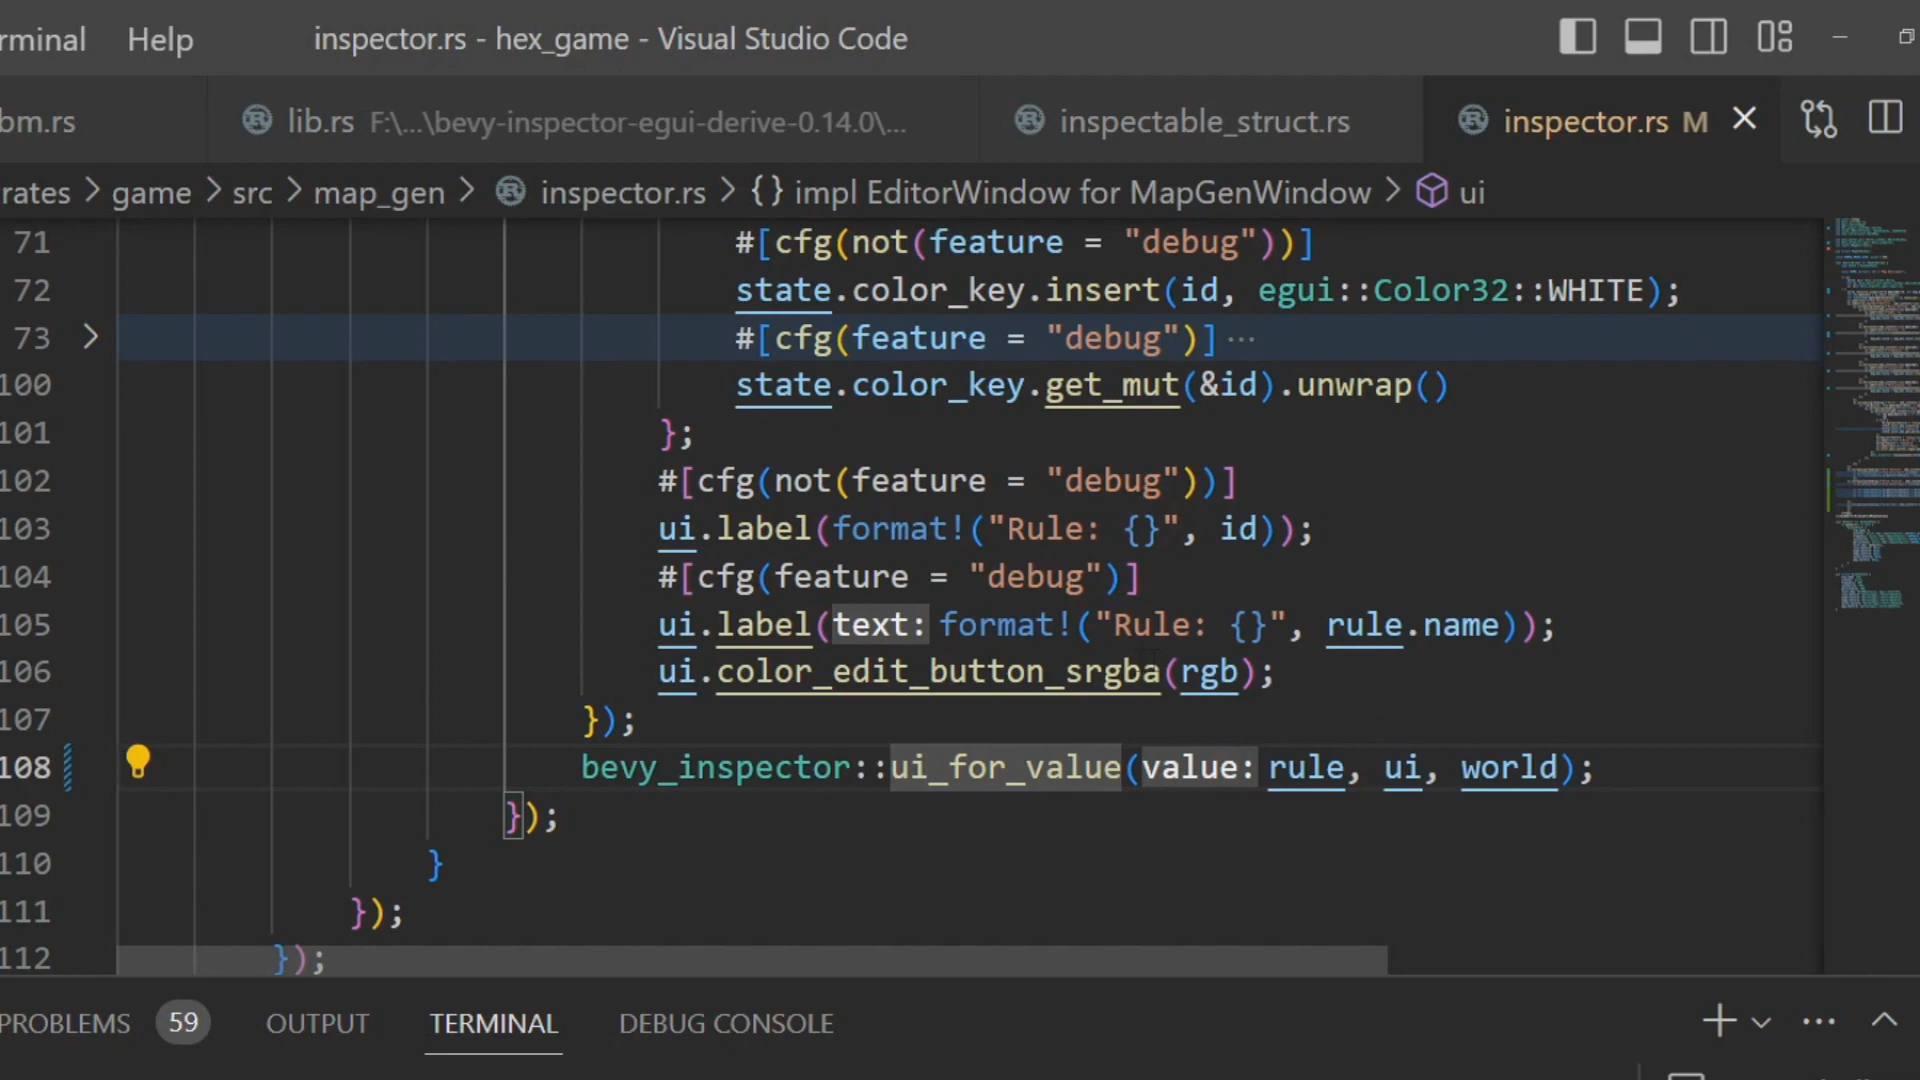 rminal Help inspector.rs - hex_game - Visual Studio Code
bm.rs lib.rs F:\...\bevy-inspector-egui-derive-0.14.0\... inspectable_struct.rs inspector.rs M
rates > game > src > map_gen > inspector.rs > {} impl EditorWindow for MapGenWindow > ui
71 #[cfg(not(feature = "debug"))]
72 state.color_key.insert(id, egui::Color32::WHITE);
73 #[cfg(feature = "debug")] ···
100 state.color_key.get_mut(&id).unwrap()
101 };
102 #[cfg(not(feature = "debug"))]
103 ui.label(format!("Rule: {}", id));
104 #[cfg(feature = "debug")]
105 ui.label(text: format!("Rule: {}", rule.name));
106 ui.color_edit_button_srgba(rgb);
107 });
108 bevy_inspector::ui_for_value(value: rule, ui, world);
109 });
110 }
111 });
112 });
PROBLEMS 59 OUTPUT TERMINAL DEBUG CONSOLE